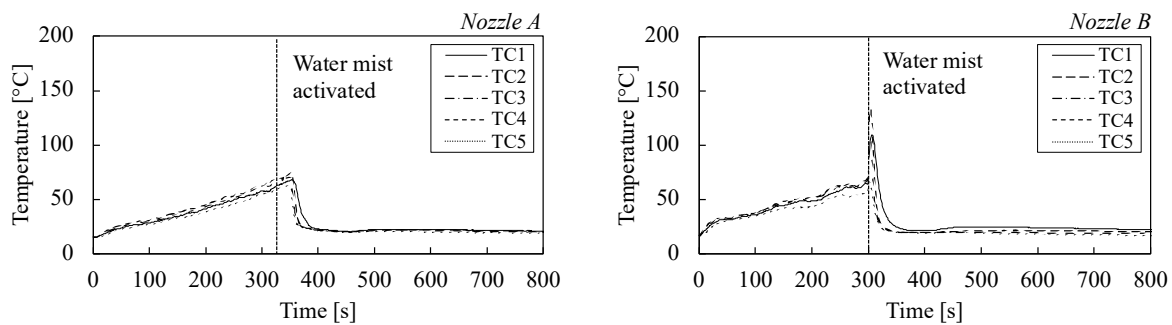 Nozzle A
200
150
100
50
0
Temperature [°C]
Water mist
activated
TC1
TC2
TC3
TC4
TC5
0 100 200 300 400 500 600 700 800
Time [s]
Nozzle B
200
150
100
50
0
Temperature [°C]
Water mist
activated
TC1
TC2
TC3
TC4
TC5
0 100 200 300 400 500 600 700 800
Time [s]